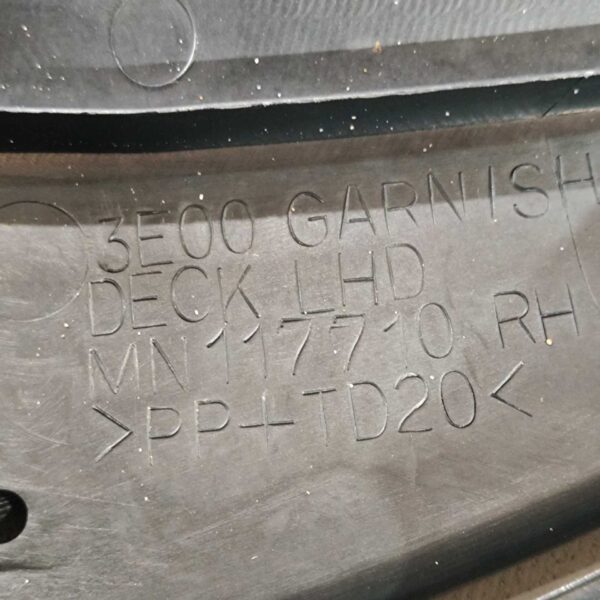 3E00 GARNISH
DECK LHD
MN117710 RH
>PP+TD20<